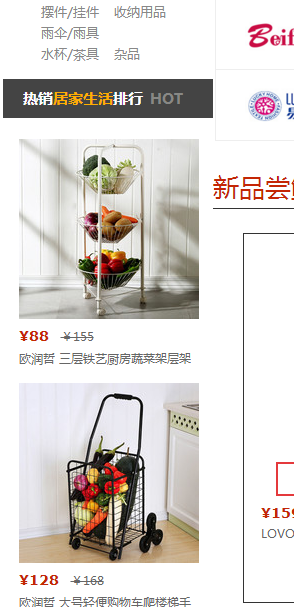 摆件/挂件 收纳用品
雨伞/雨具
水杯/茶具 杂品
热销居家生活排行 HOT
¥88 ¥155
欧润哲 三层铁艺厨房蔬菜架层架
¥128 ¥168
欧润哲 大号轻便购物车爬楼梯手
Beif
新品尝
¥159
LOVO